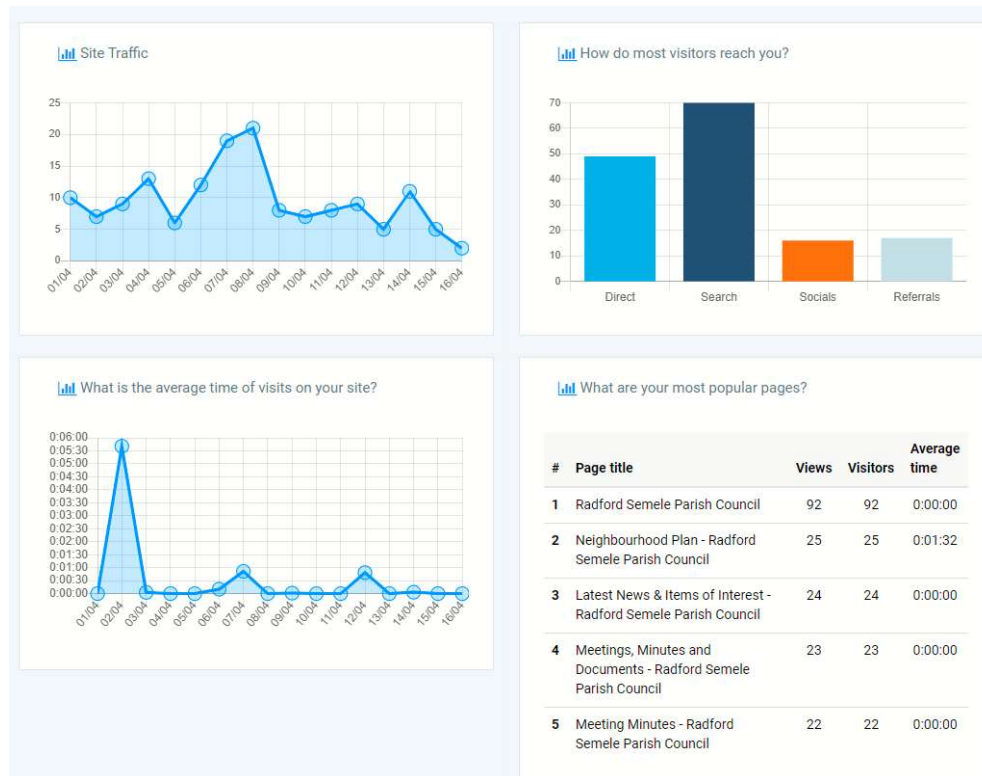 Site Traffic
25
20
15
10
5
0
01/04 02/04 03/04 04/04 05/04 06/04 07/04 08/04 09/04 10/04 11/04 12/04 13/04 14/04 15/04 16/04
How do most visitors reach you?
70
60
50
40
30
20
10
0
Direct Search Socials Referrals
What is the average time of visits on your site?
0:06:00
0:05:30
0:05:00
0:04:30
0:04:00
0:03:30
0:03:00
0:02:30
0:02:00
0:01:30
0:01:00
0:00:30
0:00:00
01/04 02/04 03/04 04/04 05/04 06/04 07/04 08/04 09/04 10/04 11/04 12/04 13/04 14/04 15/04 16/04
What are your most popular pages?
Average
# Page title Views Visitors time
1 Radford Semele Parish Council 92 92 0:00:00
2 Neighbourhood Plan - Radford 25 25 0:01:32
Semele Parish Council
3 Latest News & Items of Interest - 24 24 0:00:00
Radford Semele Parish Council
4 Meetings, Minutes and 23 23 0:00:00
Documents - Radford Semele
Parish Council
5 Meeting Minutes - Radford 22 22 0:00:00
Semele Parish Council